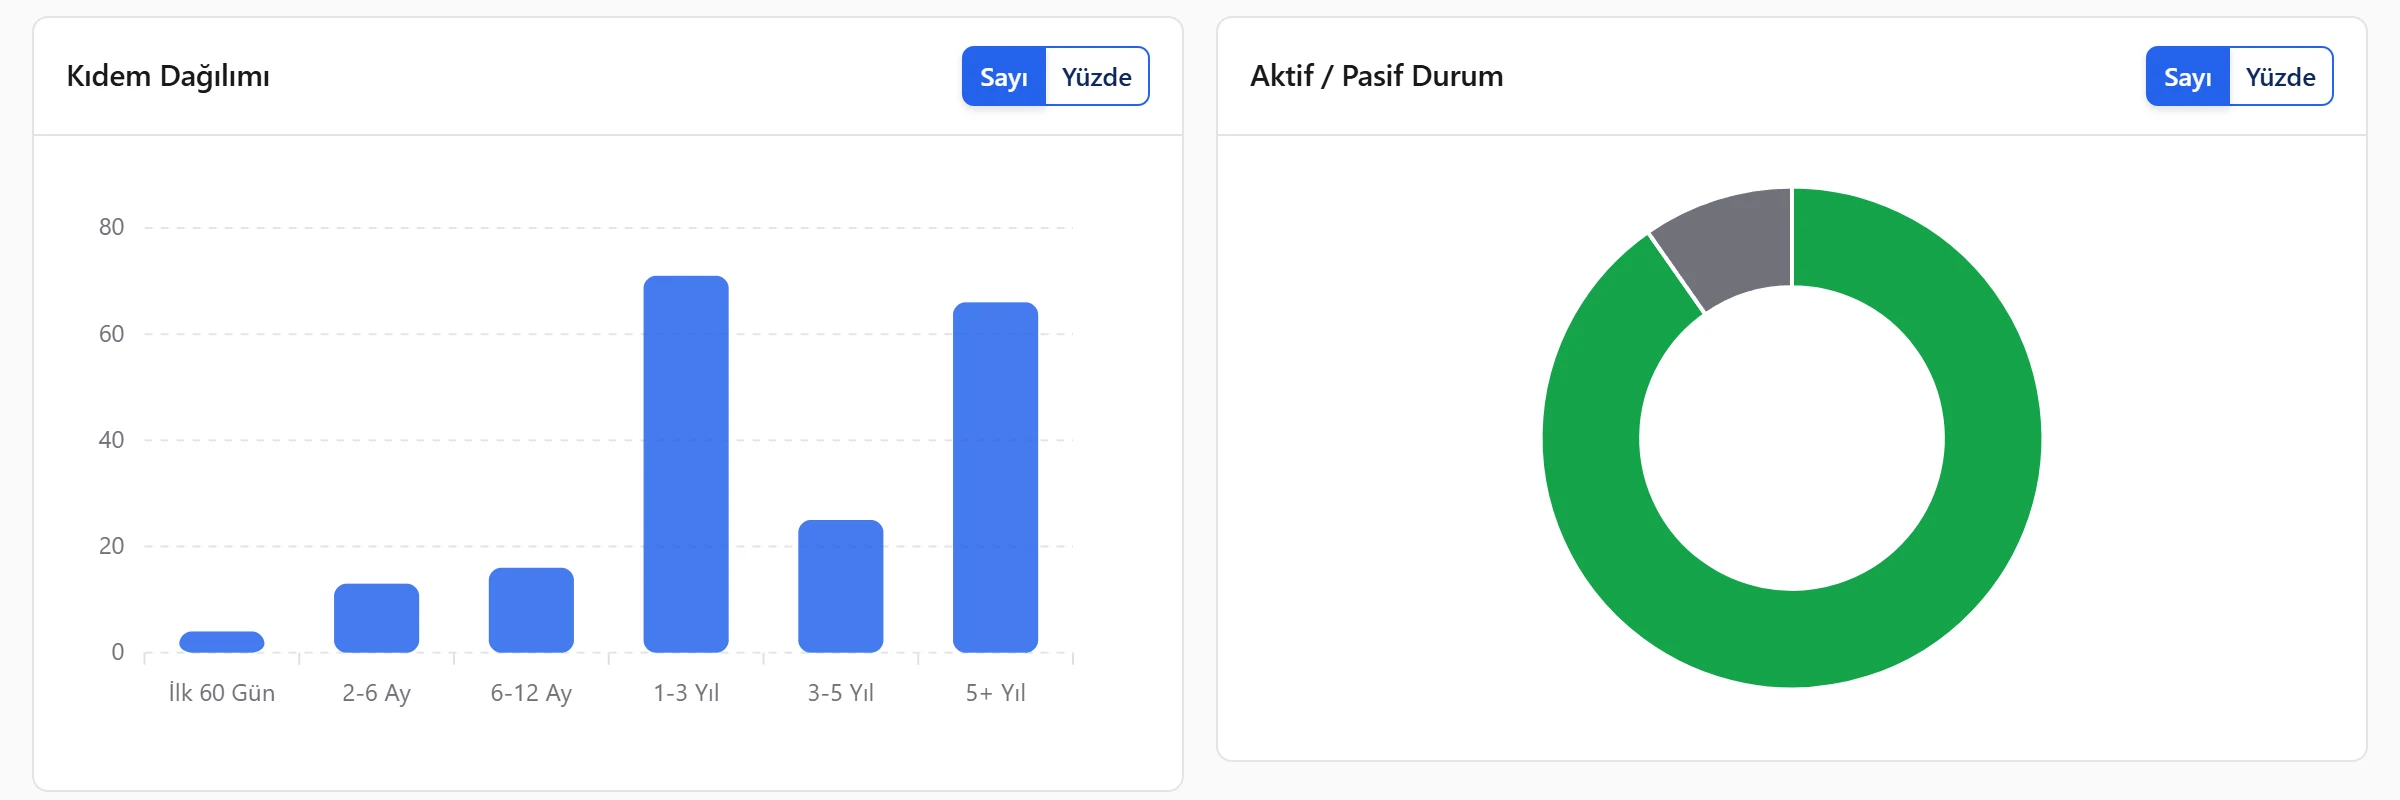 Kıdem Dağılımı
Sayı Yüzde
80
60
40
20
0
İlk 60 Gün 2-6 Ay 6-12 Ay 1-3 Yıl 3-5 Yıl 5+ Yıl
Aktif / Pasif Durum
Sayı Yüzde